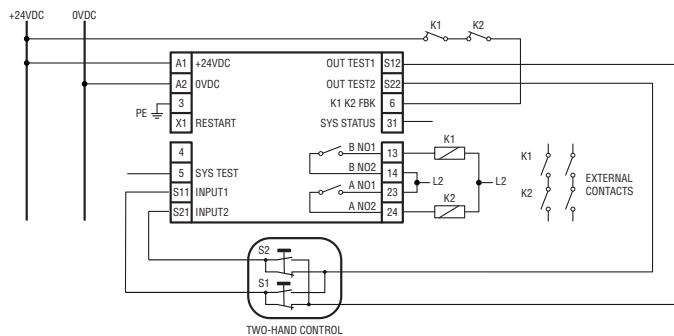 +24VDC
0VDC
K1
K2
A1
+24VDC
OUT TEST1
S12
A2
0VDC
OUT TEST2
S22
PE
3
K1 K2 FBK
6
X1
RESTART
SYS STATUS
31
4
B NO1
13
K1
5
SYS TEST
B NO2
14
L2
L2
S11
INPUT1
A NO1
23
S21
INPUT2
A NO2
24
K2
K1
K2
EXTERNAL
CONTACTS
S2
S1
TWO-HAND CONTROL